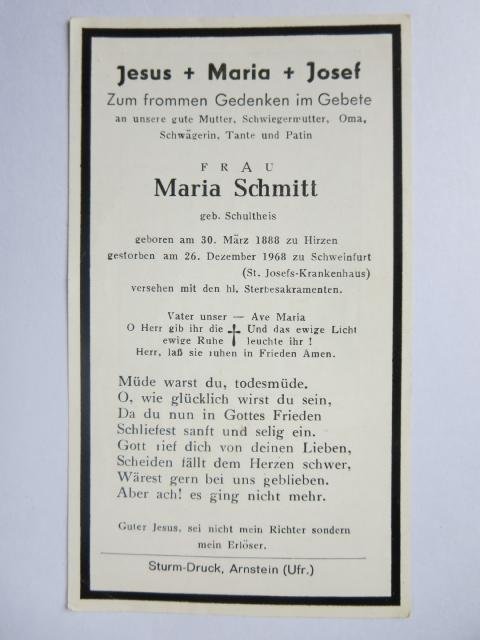 Jesus + Maria + Josef
Zum frommen Gedenken im Gebete
an unsere gute Mutter, Schwiegermutter, Oma,
Schwägerin, Tante und Patin
FRAU
Maria Schmitt
geb. Schultheis
geboren am 30. März 1888 zu Hirzen
gestorben am 26. Dezember 1968 zu Schweinfurt
(St. Josefs-Krankenhaus)
versehen mit den hl. Sterbesakramenten.
Vater unser — Ave Maria
O Herr gib ihr die † Und das ewige Licht
ewige Ruhe leuchte ihr !
Herr, laß sie ruhen in Frieden Amen.
Müde warst du, todesmüde.
O, wie glücklich wirst du sein,
Da du nun in Gottes Frieden
Schliefest sanft und selig ein.
Gott rief dich von deinen Lieben,
Scheiden fällt dem Herzen schwer,
Wärest gern bei uns geblieben.
Aber ach! es ging nicht mehr.
Guter Jesus, sei nicht mein Richter sondern
mein Erlöser.
Sturm-Druck, Arnstein (Ufr.)